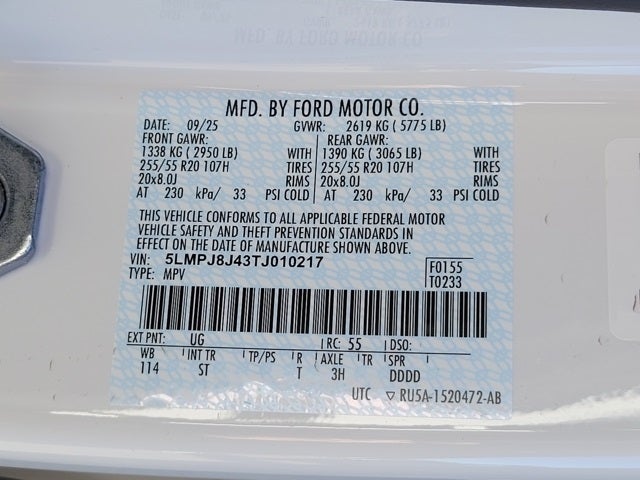 MFD. BY FORD MOTOR CO.
DATE: 09/25 GVWR: 2619 KG ( 5775 LB)
FRONT GAWR: REAR GAWR:
1338 KG ( 2950 LB) WITH 1390 KG ( 3065 LB) WITH
255/55 R20 107H TIRES 255/55 R20 107H TIRES
20x8.0J RIMS 20x8.0J RIMS
AT 230 kPa/ 33 PSI COLD AT 230 kPa/ 33 PSI COLD
THIS VEHICLE CONFORMS TO ALL APPLICABLE FEDERAL MOTOR
VEHICLE SAFETY AND THEFT PREVENTION STANDARDS IN
EFFECT ON THE DATE OF MANUFACTURE SHOWN ABOVE.
VIN: 5LMPJ8J43TJ010217 F0155
TYPE: MPV T0233
EXT PNT: UG RC: 55 DSO:
WB INT TR TP/PS R AXLE TR SPR
114 ST T 3H DDDD
UTC ▽ RU5A-1520472-AB